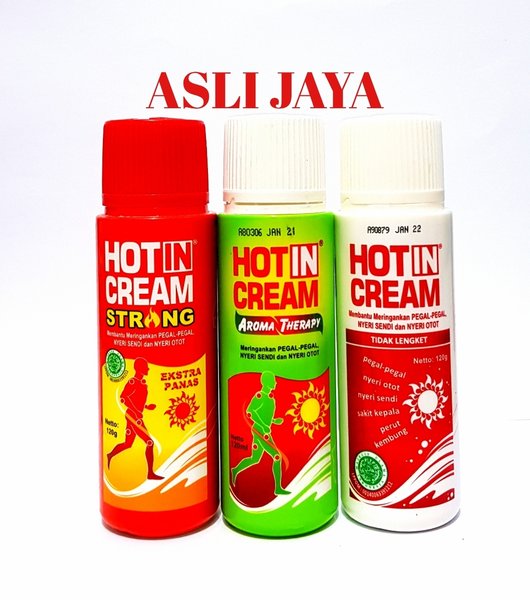 ASLI JAYA
HOT IN®
CREAM
STRONG
Membantu Meringankan PEGAL-PEGAL,
NYERI SENDI dan NYERI OTOT
EKSTRA
PANAS
Netto:
120g
A80306 JAN 21
HOT IN®
CREAM
AROMA THERAPY
Membantu Meringankan PEGAL-PEGAL,
NYERI SENDI dan NYERI OTOT
Netto:
120ml
A90879 JAN 22
HOT IN®
CREAM
Membantu Meringankan PEGAL-PEGAL,
NYERI SENDI dan NYERI OTOT
TIDAK LENGKET
Netto: 120g
pegal-pegal
nyeri otot
nyeri sendi
sakit kepala
perut
kembung